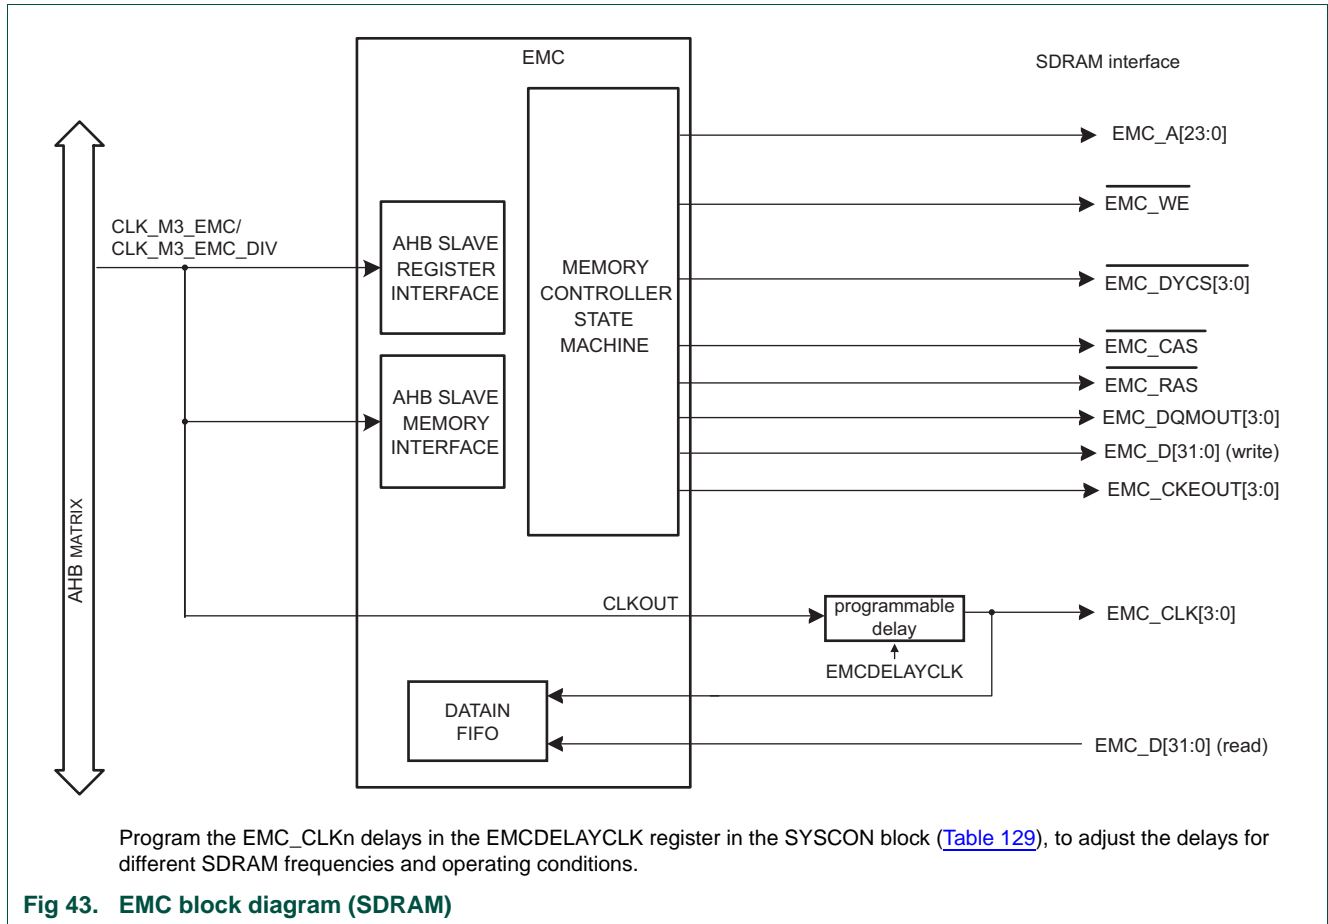 EMC
SDRAM interface
EMC_A[23:0]
EMC_WE
CLK_M3_EMC/
CLK_M3_EMC_DIV
AHB SLAVE
REGISTER
INTERFACE
MEMORY
CONTROLLER
STATE
MACHINE
EMC_DYCS[3:0]
EMC_CAS
EMC_RAS
AHB SLAVE
MEMORY
INTERFACE
EMC_DQMOUT[3:0]
EMC_D[31:0] (write)
EMC_CKEOUT[3:0]
AHB MATRIX
CLKOUT
programmable
delay
EMC_CLK[3:0]
EMCDELAYCLK
DATAIN
FIFO
EMC_D[31:0] (read)
Program the EMC_CLKn delays in the EMCDELAYCLK register in the SYSCON block (Table 129), to adjust the delays for
different SDRAM frequencies and operating conditions.
Fig 43. EMC block diagram (SDRAM)